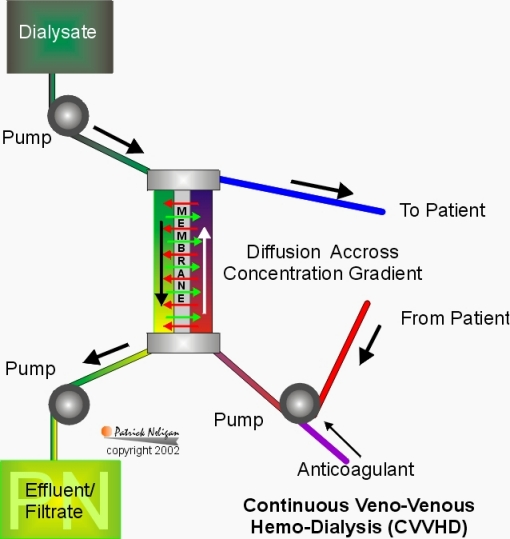 Dialysate
Pump
To Patient
MEMBRANE
Diffusion Accross
Concentration Gradient
From Patient
Pump
Pump
Patrick Neligan
copyright 2002
Anticoagulant
PN
Effluent/
Filtrate
Continuous Veno-Venous
Hemo-Dialysis (CVVHD)